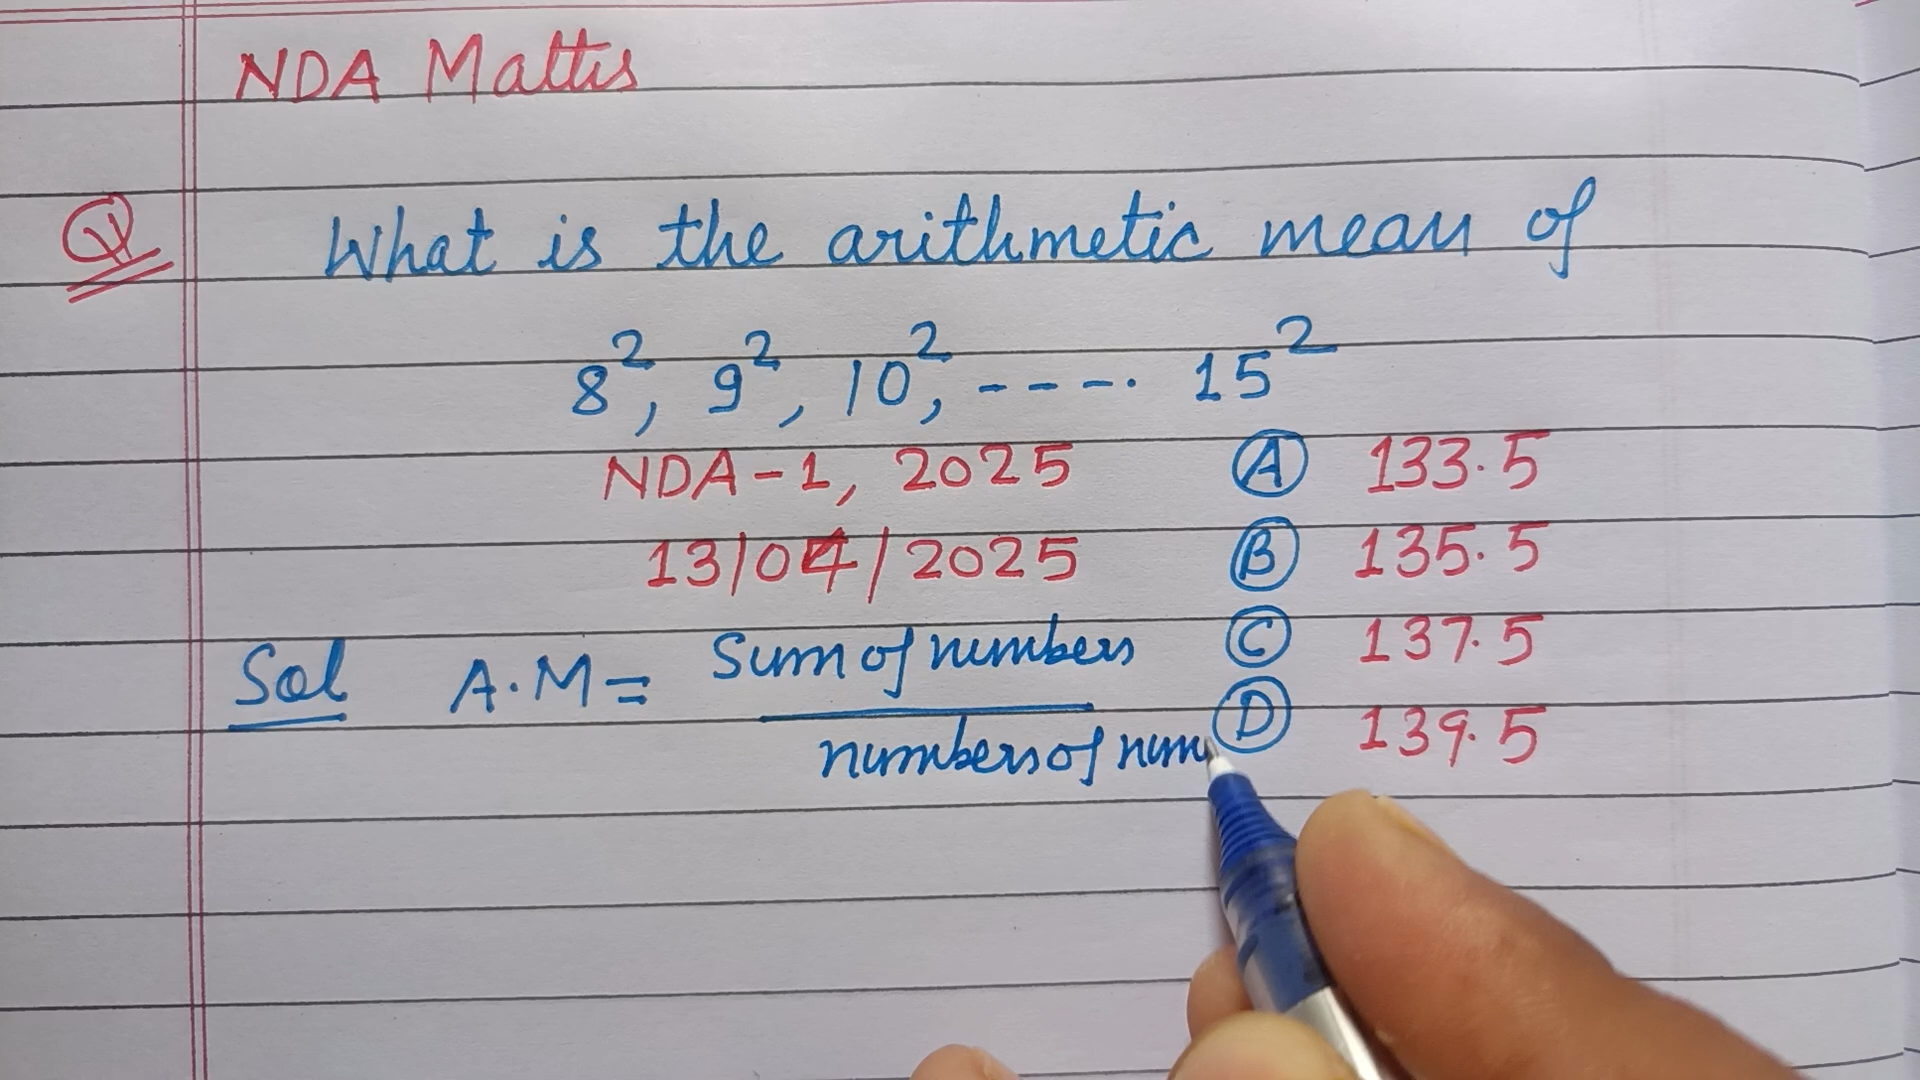 NDA Maths
Q What is the arithmetic mean of
8², 9², 10², ----. 15²
NDA-1, 2025
13/04/2025
A 133.5
B 135.5
C 137.5
D 139.5
Sol A.M = Sum of numbers
numbers of num